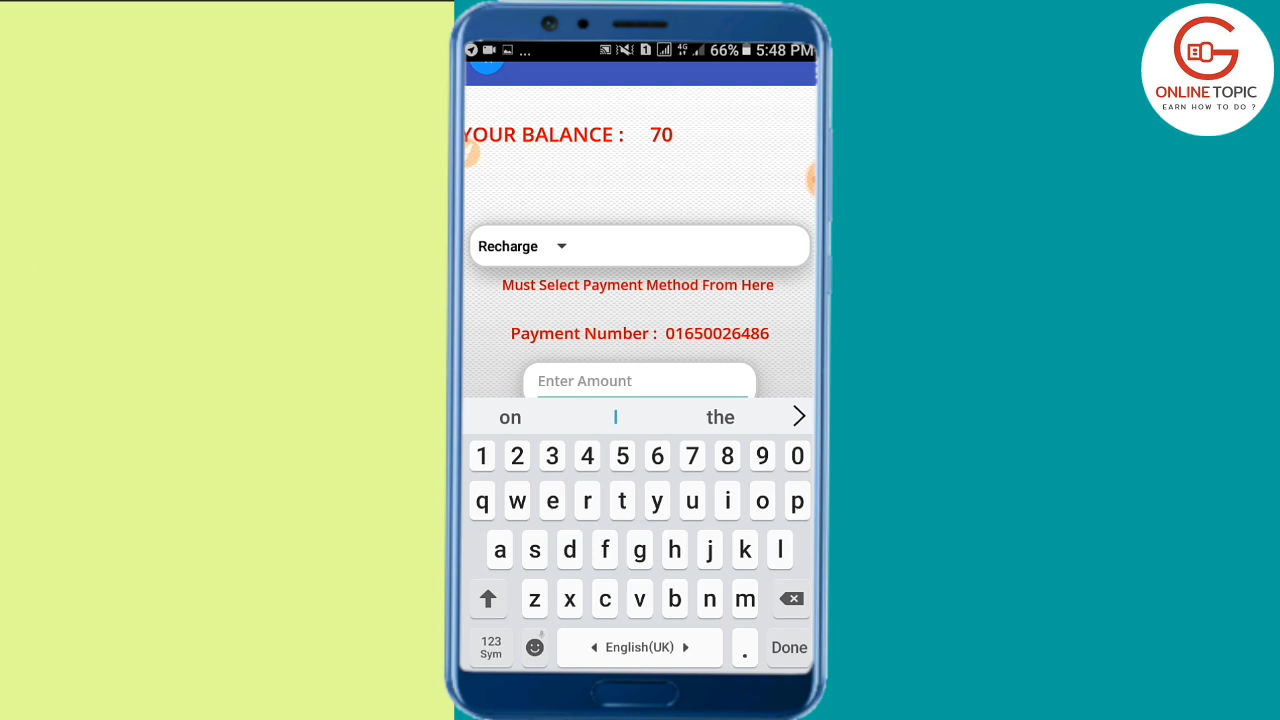 ONLINE TOPIC
EARN HOW TO DO ?
... 1 4G 66% 5:48 PM
YOUR BALANCE : 70
Recharge
Must Select Payment Method From Here
Payment Number : 01650026486
Enter Amount
on I the
1 2 3 4 5 6 7 8 9 0
q w e r t y u i o p
a s d f g h j k l
z x c v b n m
123
Sym
English(UK)
.
Done